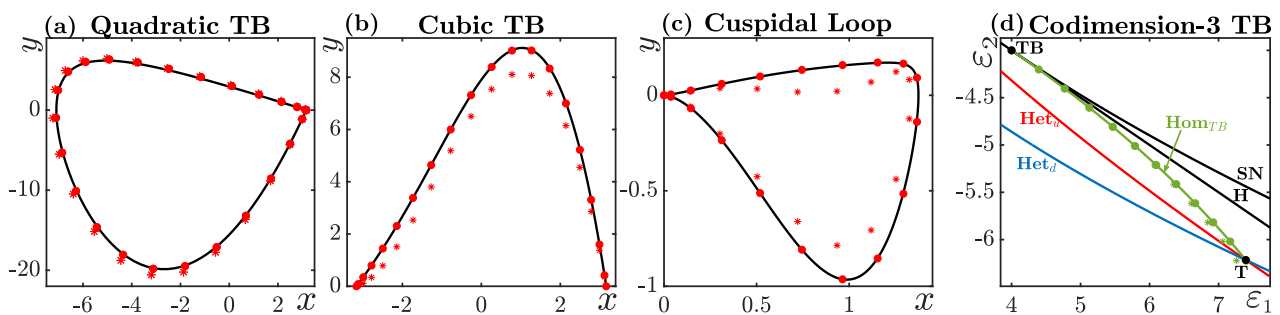 (a) Quadratic TB
y
0
-10
-20
-6 -4 -2 0 2 x
(b) Cubic TB
y
8
6
4
2
0
-2 0 2 x
(c) Cuspidal Loop
y
0
-0.5
-1
0 0.5 1 x
(d) Codimension-3 TB
ε2
TB
-4.5
-5
-5.5
-6
Het_u
Het_d
Hom_TB
SN
H
T
4 5 6 7 ε1